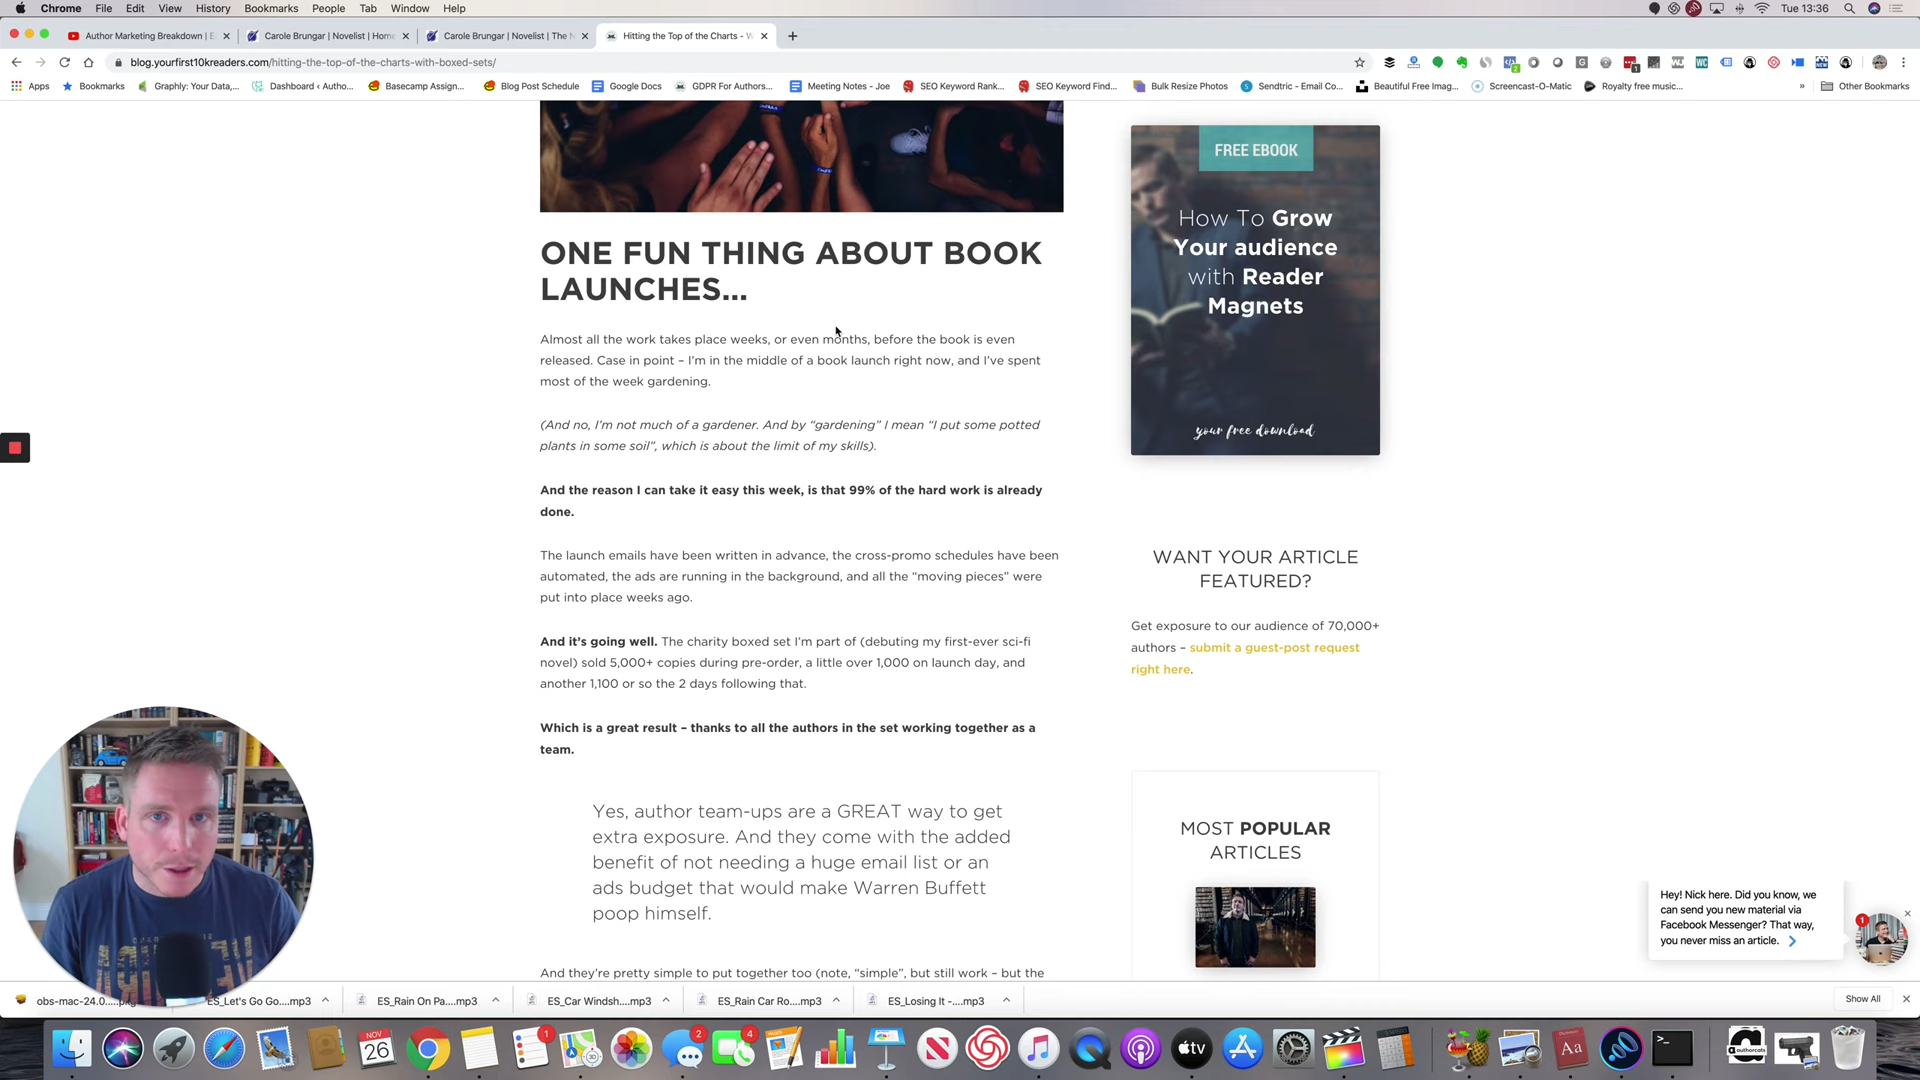 Chrome File Edit View History Bookmarks People Tab Window Help
Tue 13:36
Author Marketing Breakdown | E
Carole Brungar | Novelist | Home
Carole Brungar | Novelist | The N
Hitting the Top of the Charts - W
blog.yourfirst10kreaders.com/hitting-the-top-of-the-charts-with-boxed-sets/
Apps Bookmarks Graphly: Your Data,... Dashboard ‹ Autho... Basecamp Assign... Blog Post Schedule Google Docs GDPR For Authors... Meeting Notes - Joe SEO Keyword Rank... SEO Keyword Find... Bulk Resize Photos Sendtric - Email Co... Beautiful Free Imag... Screencast-O-Matic Royalty free music... » Other Bookmarks
ONE FUN THING ABOUT BOOK
LAUNCHES...
Almost all the work takes place weeks, or even months, before the book is even
released. Case in point – I'm in the middle of a book launch right now, and I've spent
most of the week gardening.
(And no, I'm not much of a gardener. And by “gardening” I mean “I put some potted
plants in some soil”, which is about the limit of my skills).
And the reason I can take it easy this week, is that 99% of the hard work is already
done.
The launch emails have been written in advance, the cross-promo schedules have been
automated, the ads are running in the background, and all the “moving pieces” were
put into place weeks ago.
And it's going well. The charity boxed set I'm part of (debuting my first-ever sci-fi
novel) sold 5,000+ copies during pre-order, a little over 1,000 on launch day, and
another 1,100 or so the 2 days following that.
Which is a great result – thanks to all the authors in the set working together as a
team.
Yes, author team-ups are a GREAT way to get
extra exposure. And they come with the added
benefit of not needing a huge email list or an
ads budget that would make Warren Buffett
poop himself.
And they're pretty simple to put together too (note, “simple”, but still work – but the
FREE EBOOK
How To Grow
Your audience
with Reader
Magnets
your free download
WANT YOUR ARTICLE
FEATURED?
Get exposure to our audience of 70,000+
authors – submit a guest-post request
right here.
MOST POPULAR
ARTICLES
Hey! Nick here. Did you know, we
can send you new material via
Facebook Messenger? That way,
you never miss an article.
1
obs-mac-24.0....pkg
ES_Let's Go Go....mp3
ES_Rain On Pa....mp3
ES_Car Windsh....mp3
ES_Rain Car Ro....mp3
ES_Losing It -....mp3
Show All
NOV
26
1
2
4
tv
Aa
authorcats